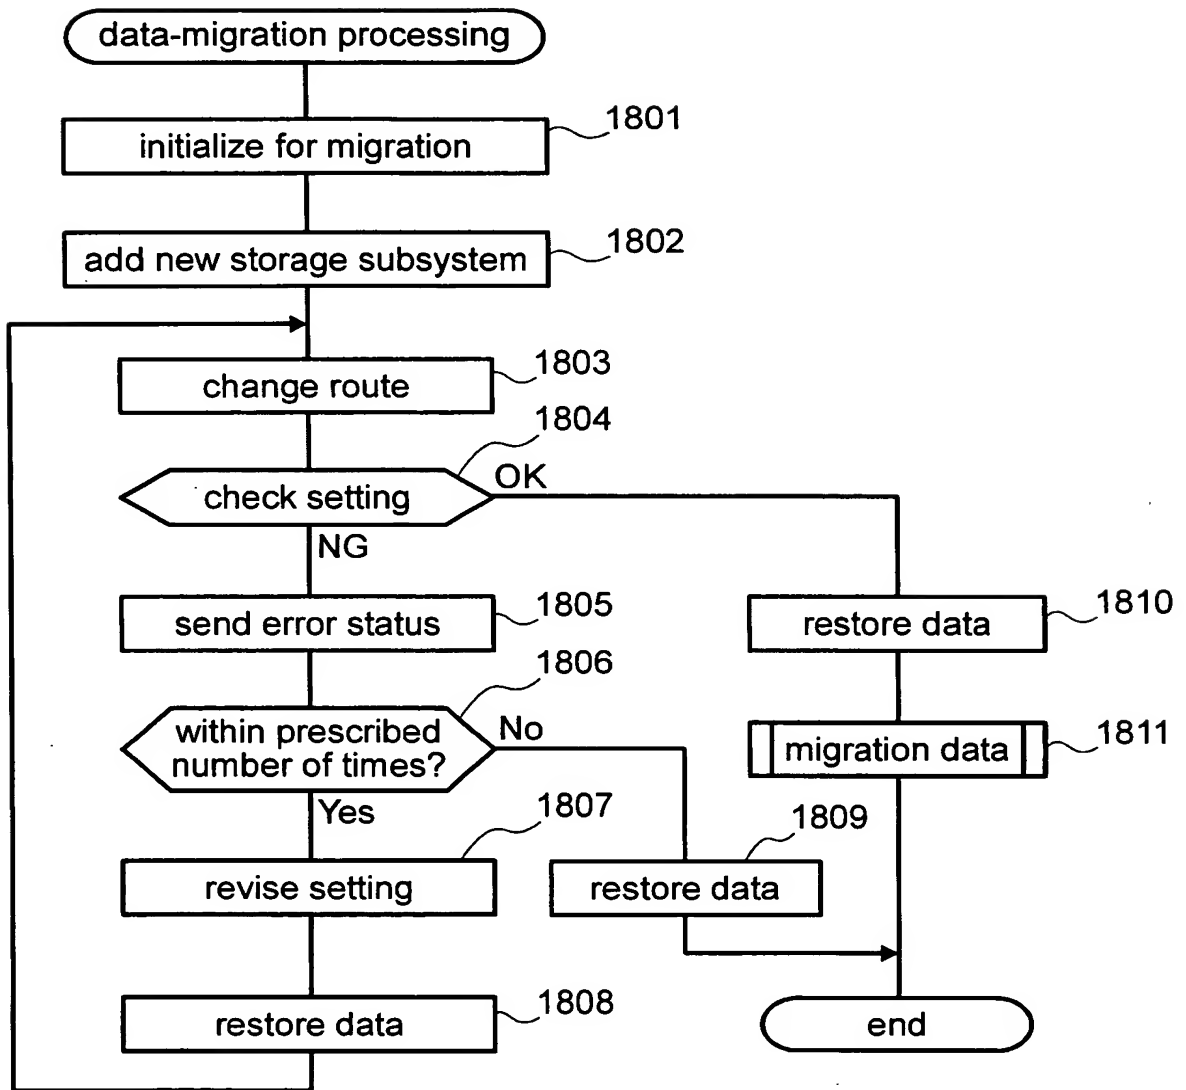 data-migration processing
1801
initialize for migration
1802
add new storage subsystem
1803
change route
1804
check setting
OK
NG
1805
send error status
1810
restore data
1806
within prescribed
number of times?
No
Yes
1811
migration data
1807
revise setting
1809
restore data
1808
restore data
end